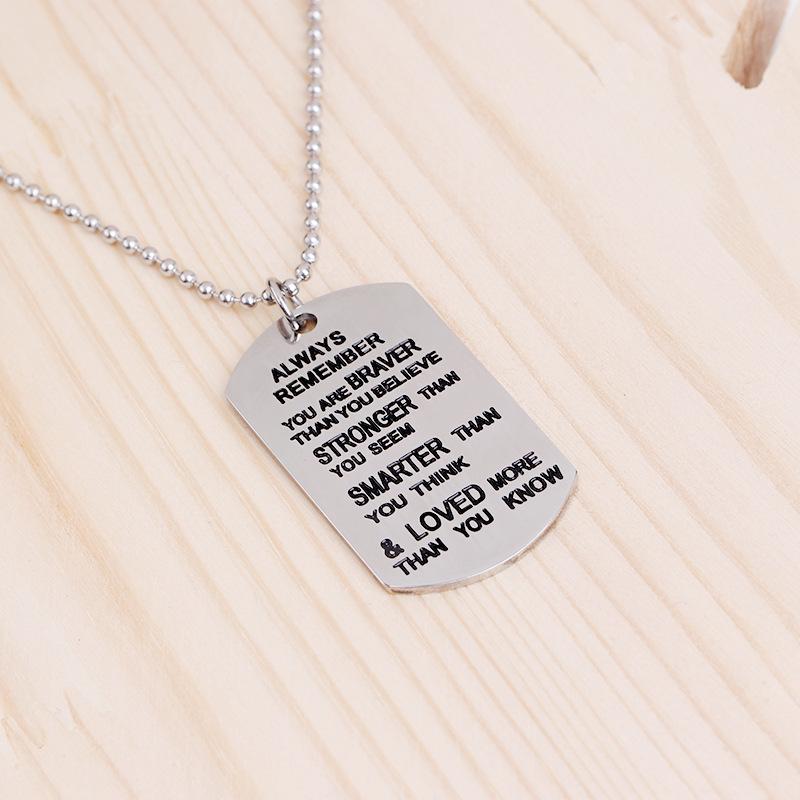 ALWAYS
REMEMBER
YOU ARE BRAVER
THAN YOU BELIEVE
STRONGER THAN
YOU SEEM
SMARTER THAN
YOU THINK
& LOVED MORE
THAN YOU KNOW